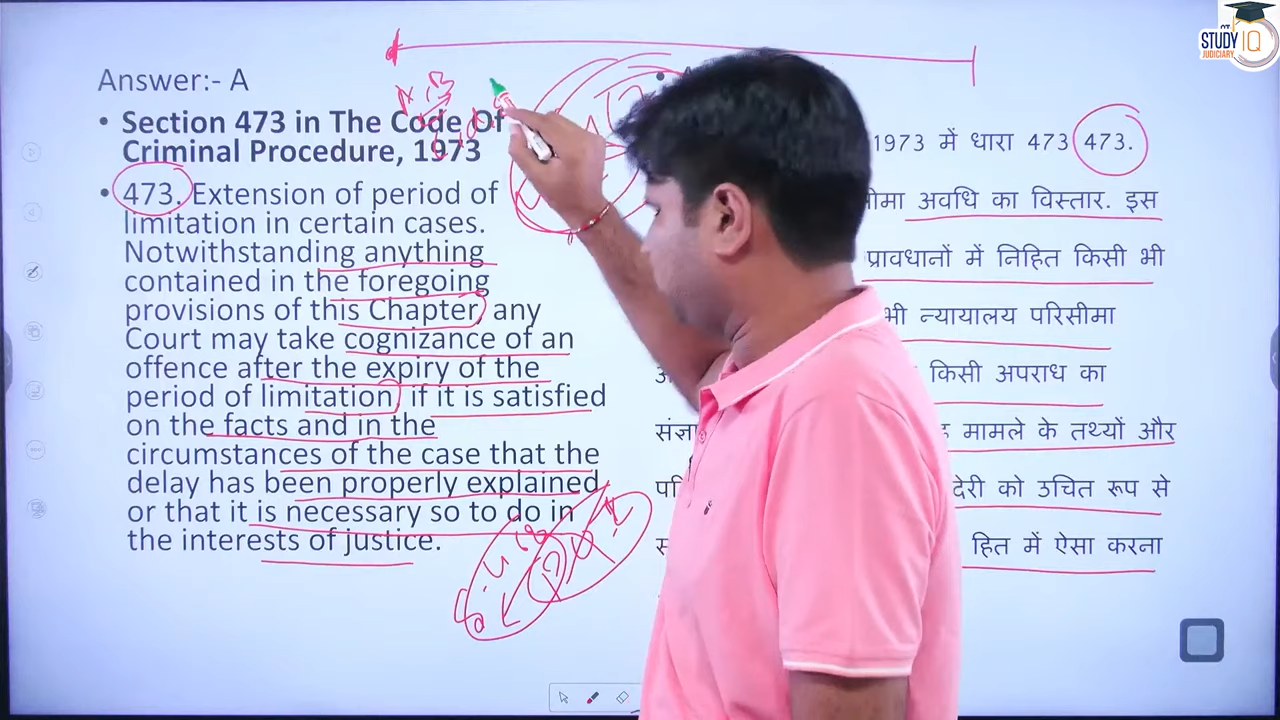 STUDY IQ
JUDICIARY
Answer:- A
• Section 473 in The Code Of
Criminal Procedure, 1973
• 473. Extension of period of
limitation in certain cases.
Notwithstanding anything
contained in the foregoing
provisions of this Chapter, any
Court may take cognizance of an
offence after the expiry of the
period of limitation, if it is satisfied
on the facts and in the
circumstances of the case that the
delay has been properly explained
or that it is necessary so to do in
the interests of justice.
1973 में धारा 473 473.
अवधि का विस्तार. इस
प्रावधानों में निहित किसी भी
भी न्यायालय परिसीमा
किसी अपराध का
मामले के तथ्यों और
देरी को उचित रूप से
हित में ऐसा करना